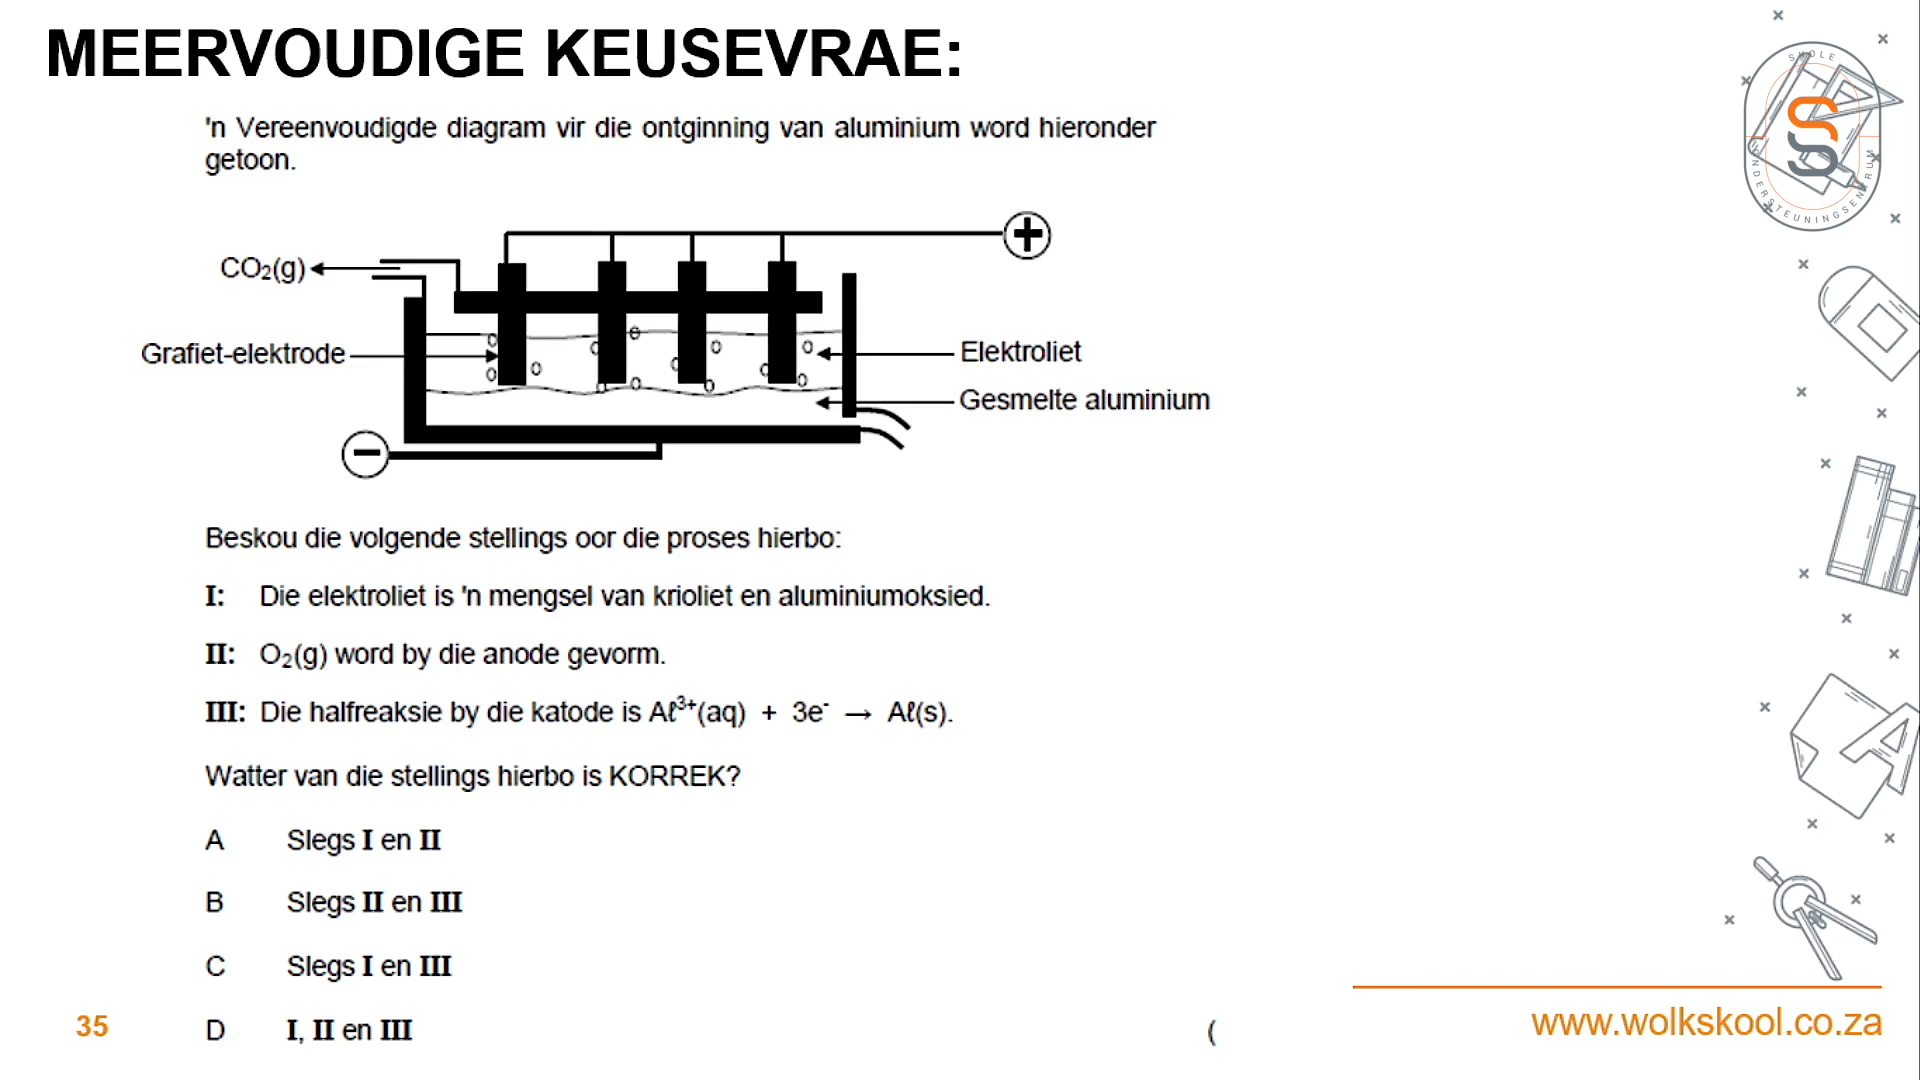 MEERVOUDIGE KEUSEVRAE:
'n Vereenvoudigde diagram vir die ontginning van aluminium word hieronder
getoon.
+
CO₂(g)
Grafiet-elektrode
Elektroliet
Gesmelte aluminium
−
Beskou die volgende stellings oor die proses hierbo:
I: Die elektroliet is 'n mengsel van krioliet en aluminiumoksied.
II: O₂(g) word by die anode gevorm.
III: Die halfreaksie by die katode is Aℓ³⁺(aq) + 3e⁻ → Aℓ(s).
Watter van die stellings hierbo is KORREK?
A Slegs I en II
B Slegs II en III
C Slegs I en III
D I, II en III (
35
www.wolkskool.co.za
SKOLE
ONDERSTEUNINGSENTRUM